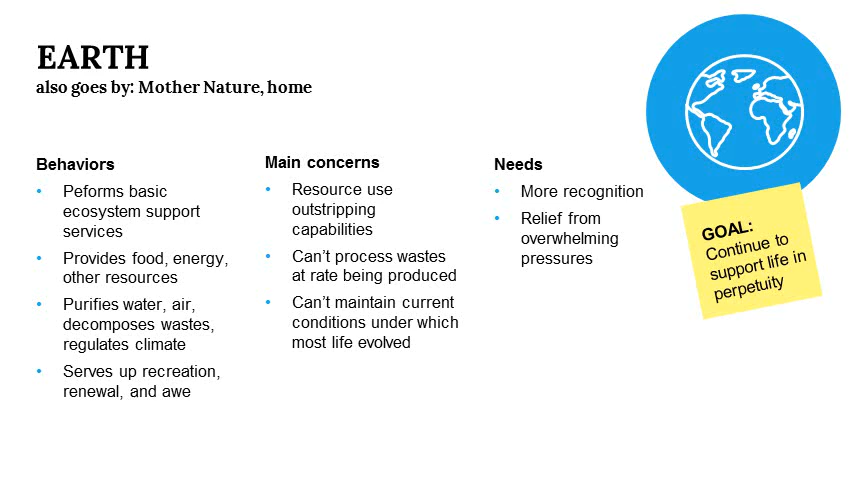 EARTH
also goes by: Mother Nature, home
Behaviors
• Peforms basic
ecosystem support
services
• Provides food, energy,
other resources
• Purifies water, air,
decomposes wastes,
regulates climate
• Serves up recreation,
renewal, and awe
Main concerns
• Resource use
outstripping
capabilities
• Can’t process wastes
at rate being produced
• Can’t maintain current
conditions under which
most life evolved
Needs
• More recognition
• Relief from
overwhelming
pressures
GOAL:
Continue to
support life in
perpetuity